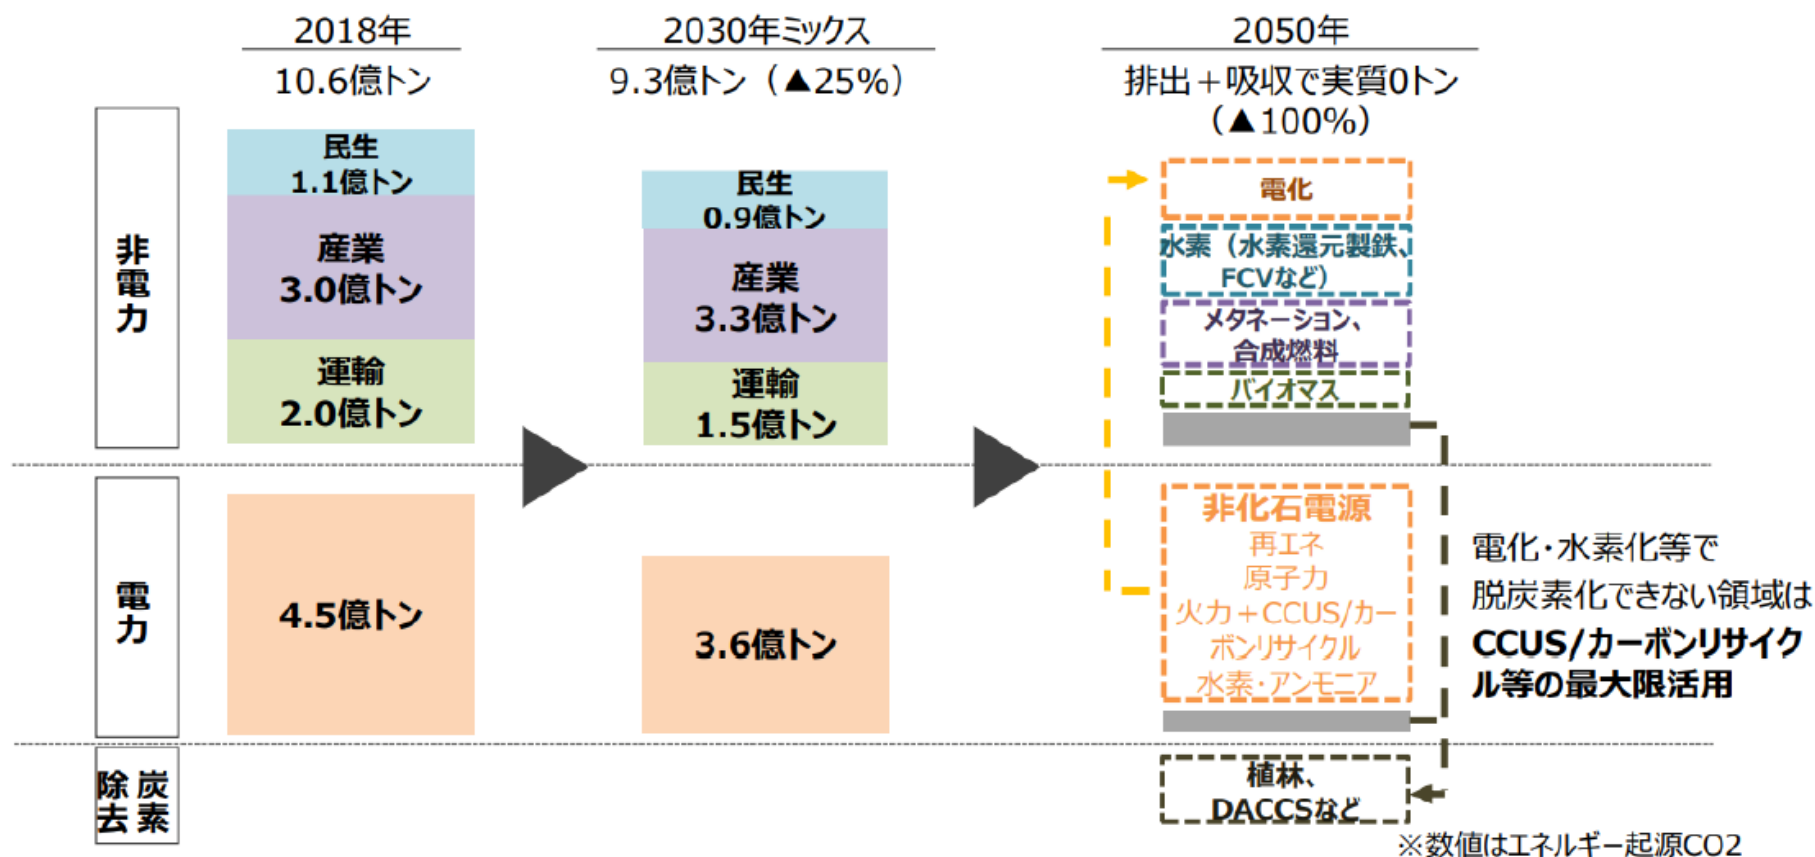 2018年
10.6億トン
2030年ミックス
9.3億トン（▲25%）
2050年
排出＋吸収で実質0トン
（▲100%）
非電力
民生
1.1億トン
産業
3.0億トン
運輸
2.0億トン
民生
0.9億トン
産業
3.3億トン
運輸
1.5億トン
電化
水素（水素還元製鉄、
FCVなど）
メタネーション、
合成燃料
バイオマス
電力
4.5億トン
3.6億トン
非化石電源
再エネ
原子力
火力＋CCUS/カー
ボンリサイクル
水素・アンモニア
電化・水素化等で
脱炭素化できない領域は
CCUS/カーボンリサイク
ル等の最大限活用
炭素
除去
植林、
DACCSなど
※数値はエネルギー起源CO2